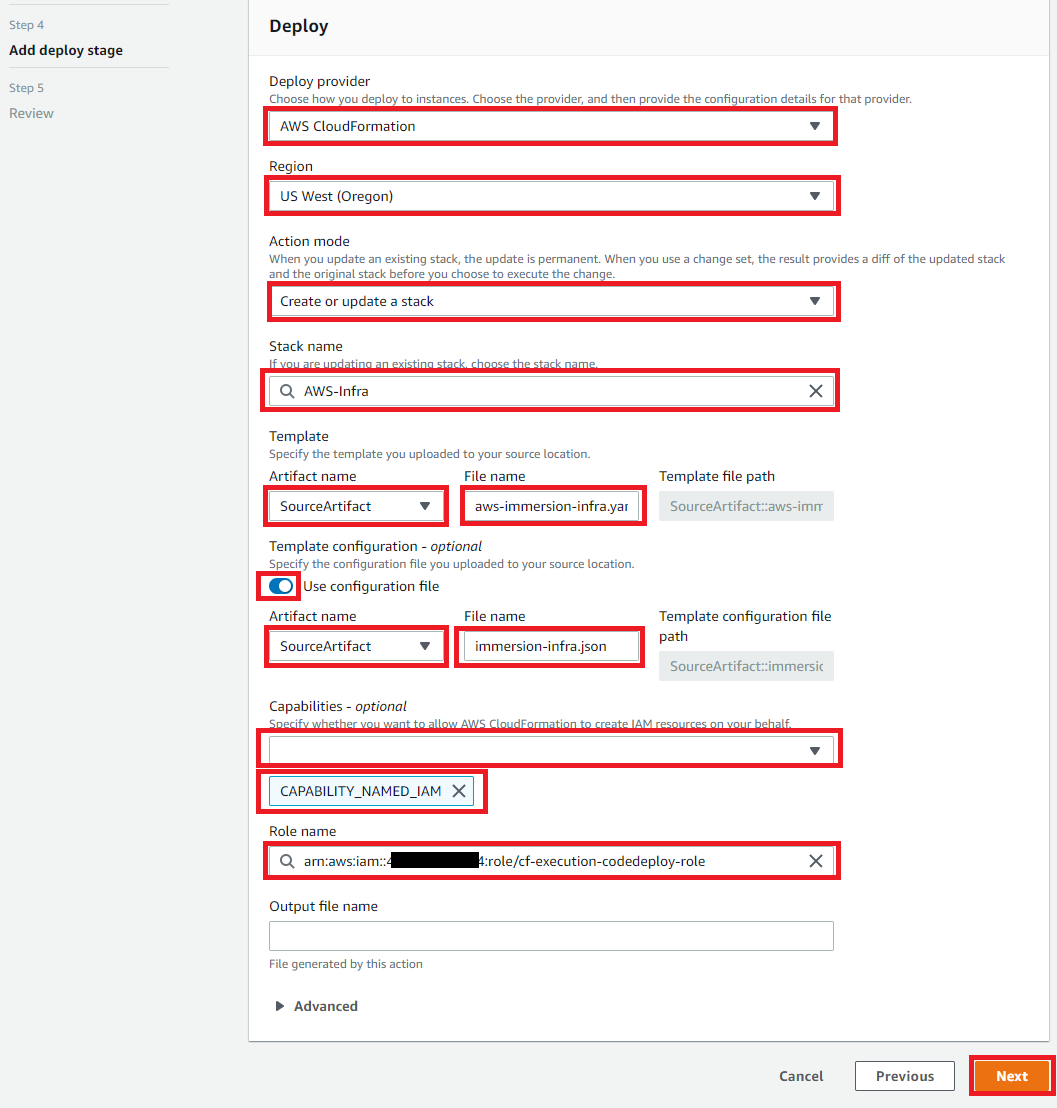 Step 4
Add deploy stage
Step 5
Review
Deploy
Deploy provider
Choose how you deploy to instances. Choose the provider, and then provide the configuration details for that provider.
AWS CloudFormation
Region
US West (Oregon)
Action mode
When you update an existing stack, the update is permanent. When you use a change set, the result provides a diff of the updated stack
and the original stack before you choose to execute the change.
Create or update a stack
Stack name
If you are updating an existing stack, choose the stack name.
AWS-Infra
Template
Specify the template you uploaded to your source location.
Artifact name File name Template file path
SourceArtifact aws-immersion-infra.yar SourceArtifact::aws-imm
Template configuration - optional
Specify the configuration file you uploaded to your source location.
Use configuration file
Artifact name File name Template configuration file
path
SourceArtifact immersion-infra.json SourceArtifact::immersic
Capabilities - optional
Specify whether you want to allow AWS CloudFormation to create IAM resources on your behalf.
CAPABILITY_NAMED_IAM
Role name
arn:aws:iam::4 4:role/cf-execution-codedeploy-role
Output file name
File generated by this action
Advanced
Cancel Previous Next